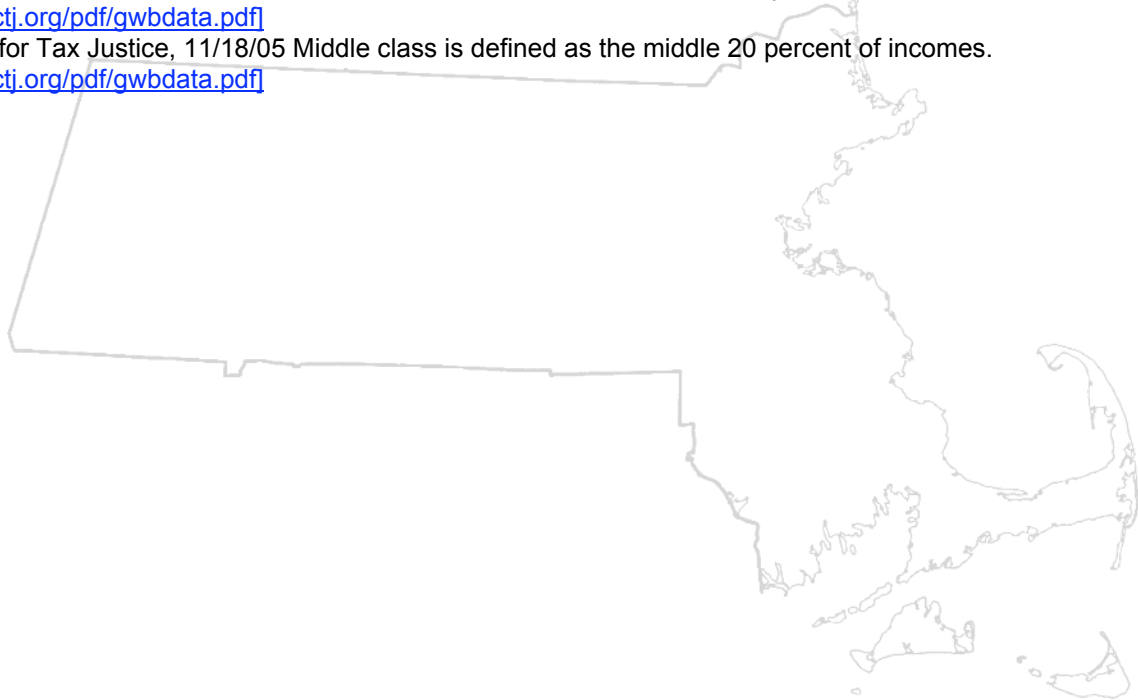 ctj.org/pdf/gwbdata.pdf]
for Tax Justice, 11/18/05 Middle class is defined as the middle 20 percent of incomes.
ctj.org/pdf/gwbdata.pdf]